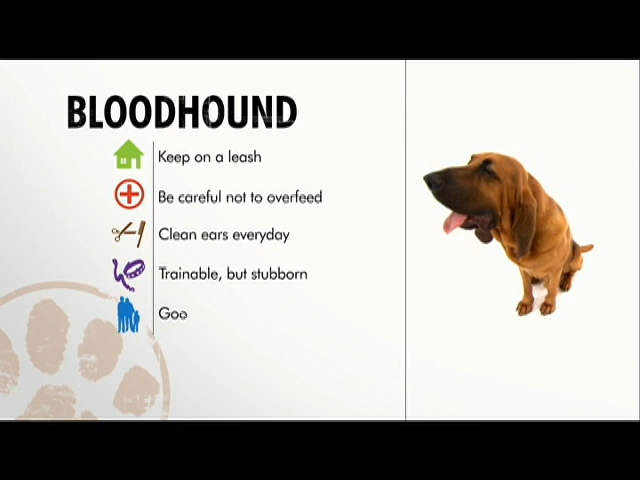 BLOODHOUND
Keep on a leash
Be careful not to overfeed
Clean ears everyday
Trainable, but stubborn
Goo